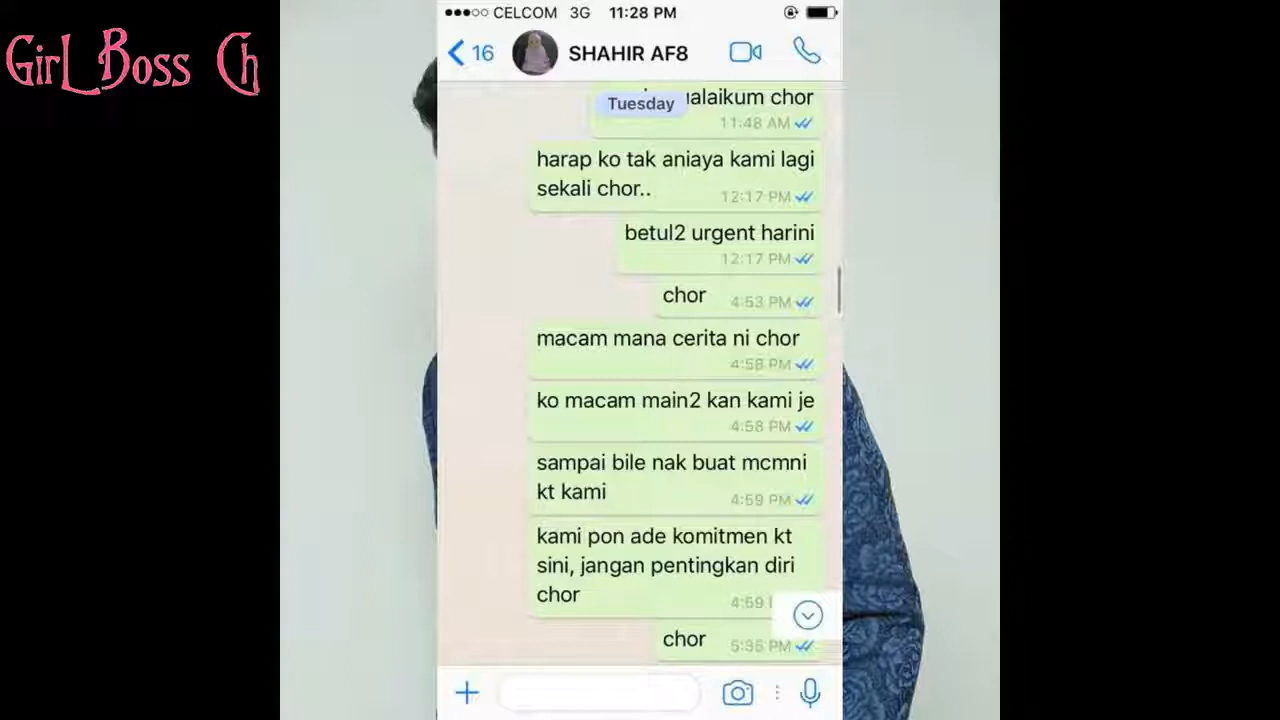 GirL Boss Ch
CELCOM 3G 11:28 PM
16 SHAHIR AF8
Tuesday
ualaikum chor
11:48 AM
harap ko tak aniaya kami lagi
sekali chor..
12:17 PM
betul2 urgent harini
12:17 PM
chor 4:53 PM
macam mana cerita ni chor
4:58 PM
ko macam main2 kan kami je
4:58 PM
sampai bile nak buat mcmni
kt kami
4:59 PM
kami pon ade komitmen kt
sini, jangan pentingkan diri
chor
4:59
chor 5:35 PM